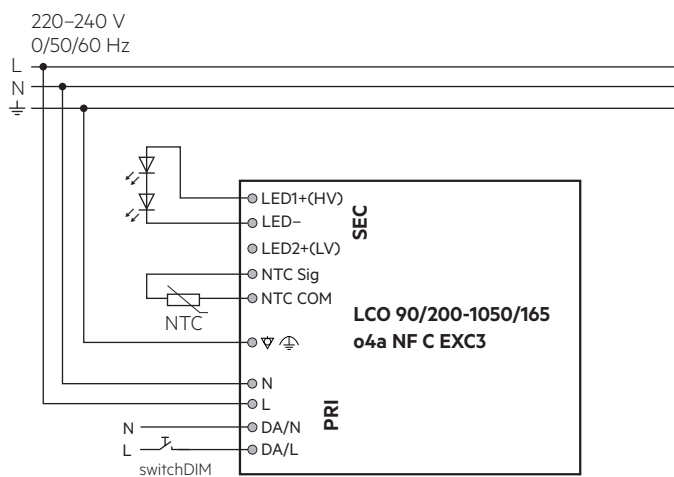 220–240 V
0/50/60 Hz
L
N
LED1+(HV)
LED–
SEC
LED2+(LV)
NTC Sig
NTC COM
NTC
LCO 90/200-1050/165
o4a NF C EXC3
N
L
PRI
N
DA/N
L
DA/L
switchDIM